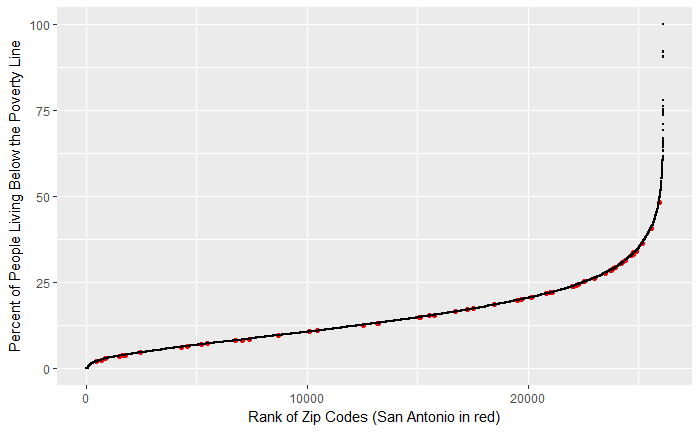 Percent of People Living Below the Poverty Line
100
75
50
25
0
0 10000 20000
Rank of Zip Codes (San Antonio in red)